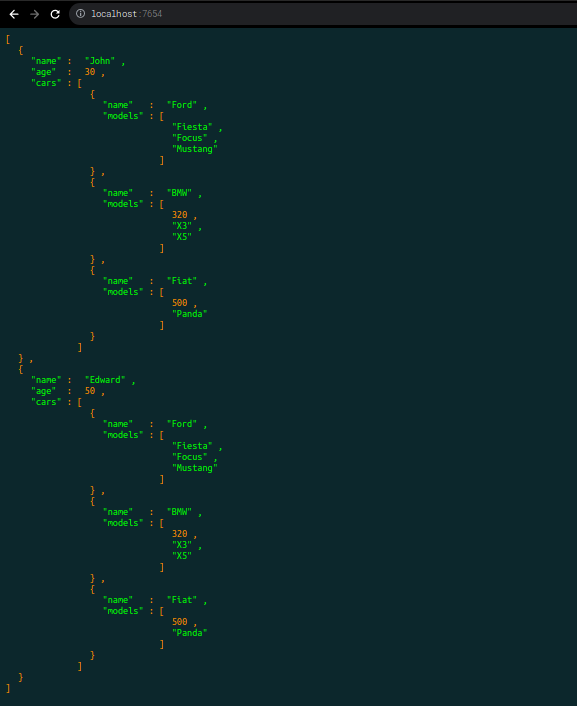 localhost:7654
[
{
"name" : "John" ,
"age" : 30 ,
"cars" : [
{
"name" : "Ford" ,
"models" : [
"Fiesta" ,
"Focus" ,
"Mustang"
]
} ,
{
"name" : "BMW" ,
"models" : [
320 ,
"X3" ,
"X5"
]
} ,
{
"name" : "Fiat" ,
"models" : [
500 ,
"Panda"
]
}
]
} ,
{
"name" : "Edward" ,
"age" : 50 ,
"cars" : [
{
"name" : "Ford" ,
"models" : [
"Fiesta" ,
"Focus" ,
"Mustang"
]
} ,
{
"name" : "BMW" ,
"models" : [
320 ,
"X3" ,
"X5"
]
} ,
{
"name" : "Fiat" ,
"models" : [
500 ,
"Panda"
]
}
]
}
]